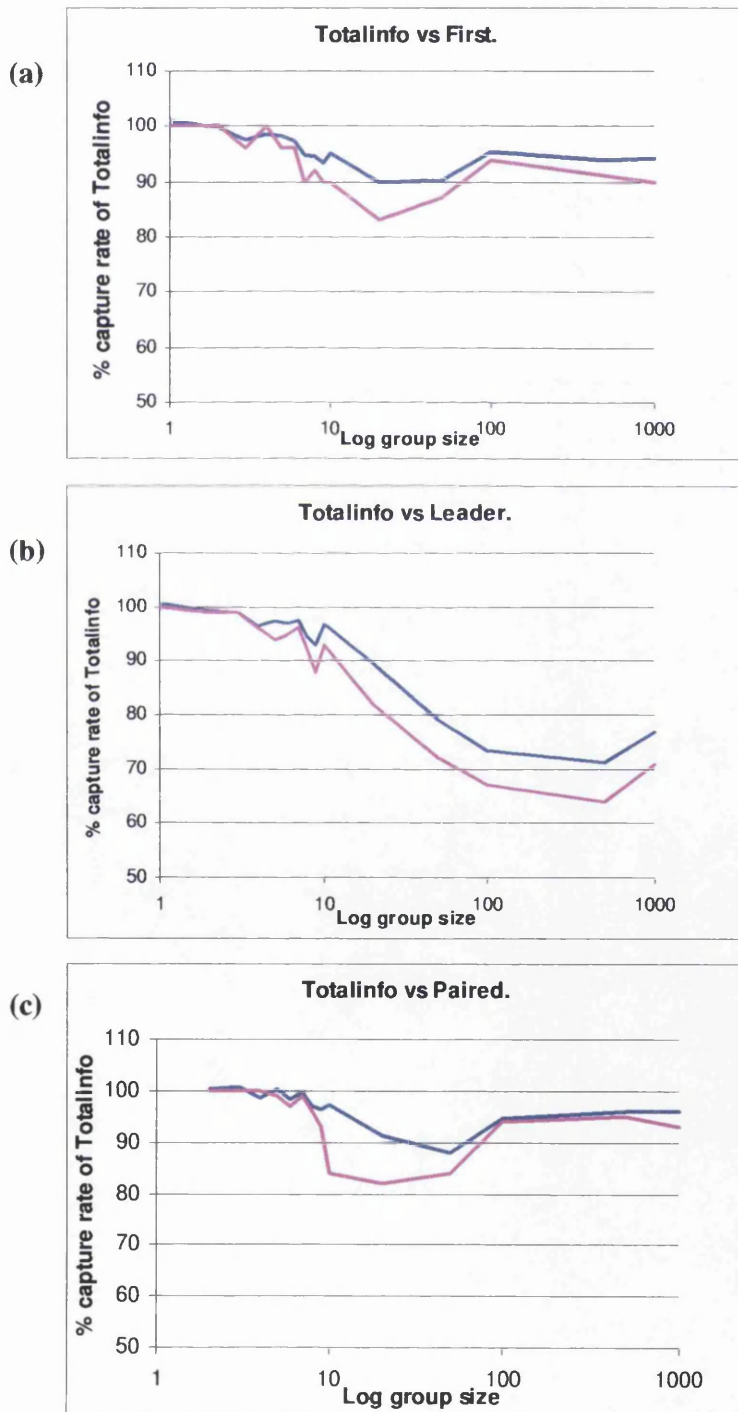 (a)
Totalinfo vs First.
% capture rate of Totalinfo
110
100
90
80
70
60
50
1
10
100
1000
Log group size
(b)
Totalinfo vs Leader.
% capture rate of Totalinfo
110
100
90
80
70
60
50
1
10
100
1000
Log group size
(c)
Totalinfo vs Paired.
% capture rate of Totalinfo
110
100
90
80
70
60
50
1
10
100
1000
Log group size